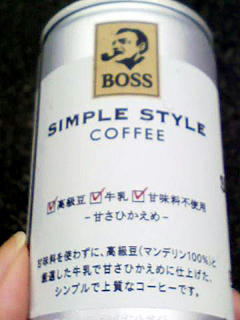 BOSS
SIMPLE STYLE
COFFEE
高級豆 牛乳 甘味料不使用
-甘さひかえめ-
甘味料を使わずに、高級豆(マンデリン100%)と
厳選した牛乳で甘さひかえめに仕上げた、
シンプルで上質なコーヒーです。